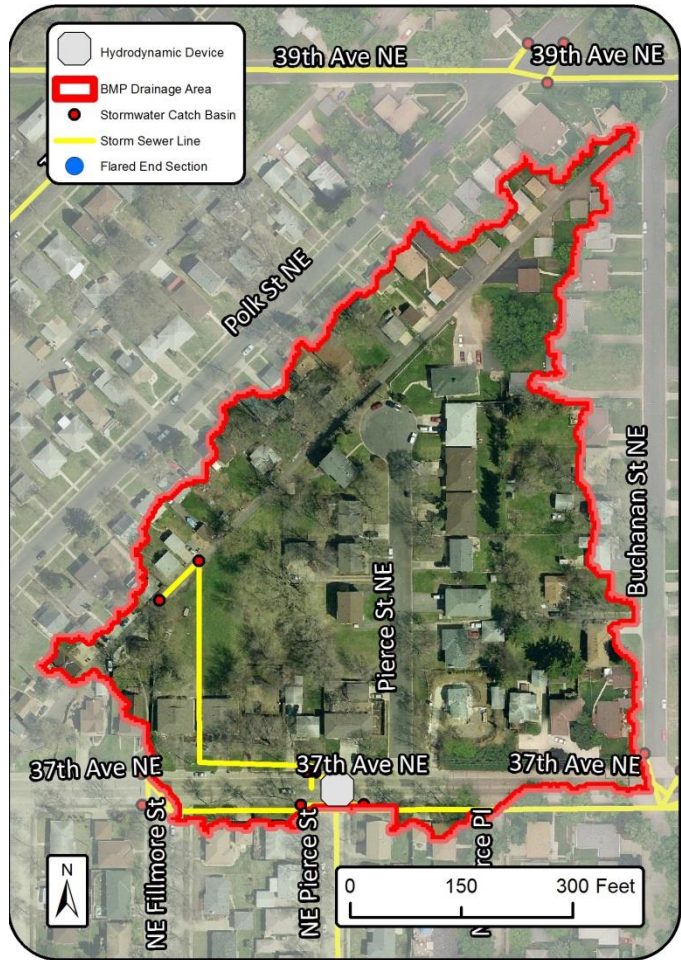 Hydrodynamic Device
BMP Drainage Area
Stormwater Catch Basin
Storm Sewer Line
Flared End Section
39th Ave NE
39th Ave NE
Polk St NE
Buchanan St NE
Pierce St NE
37th Ave NE
37th Ave NE
37th Ave NE
NE Fillmore St
NE Pierce St
Pl
N
0 150 300 Feet